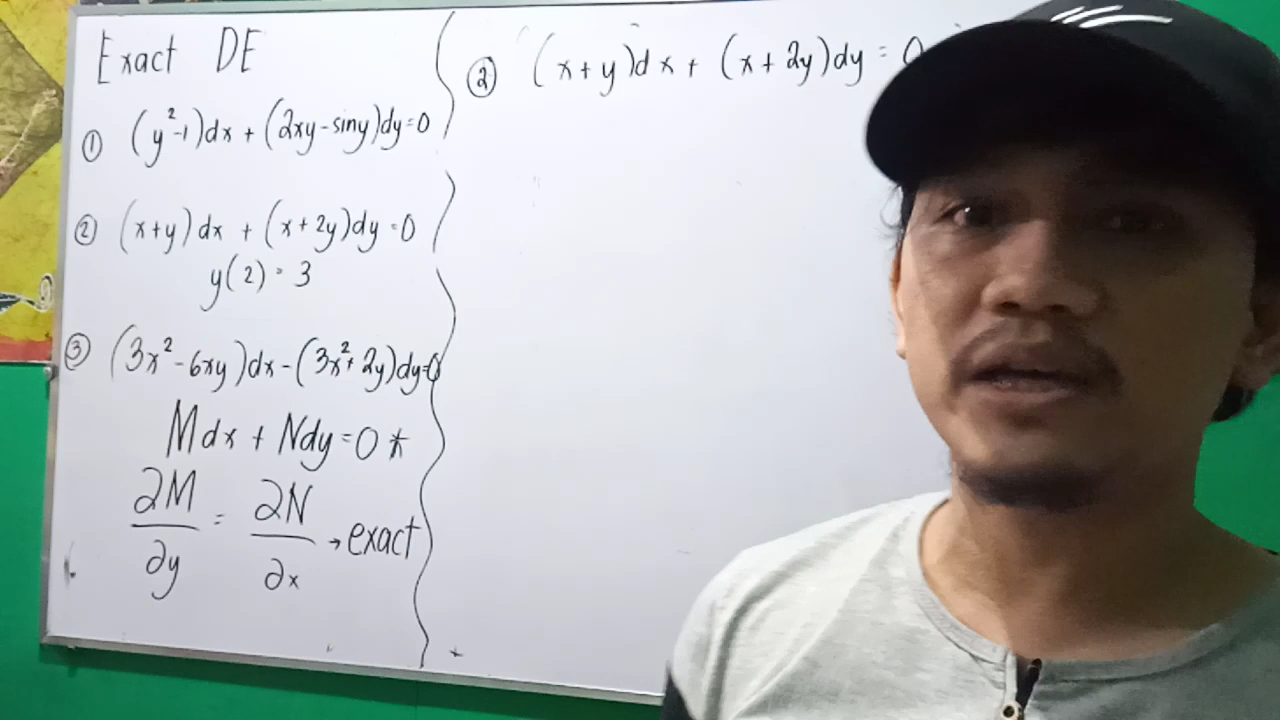 Exact DE
① (y²-1)dx + (2xy-siny)dy=0
② (x+y)dx + (x+2y)dy=0
y(2)=3
③ (3x²-6xy)dx-(3x²+2y)dy=0
Mdx + Ndy=0 *
∂M/∂y = ∂N/∂x → exact
② (x+y)dx + (x+2y)dy = 0